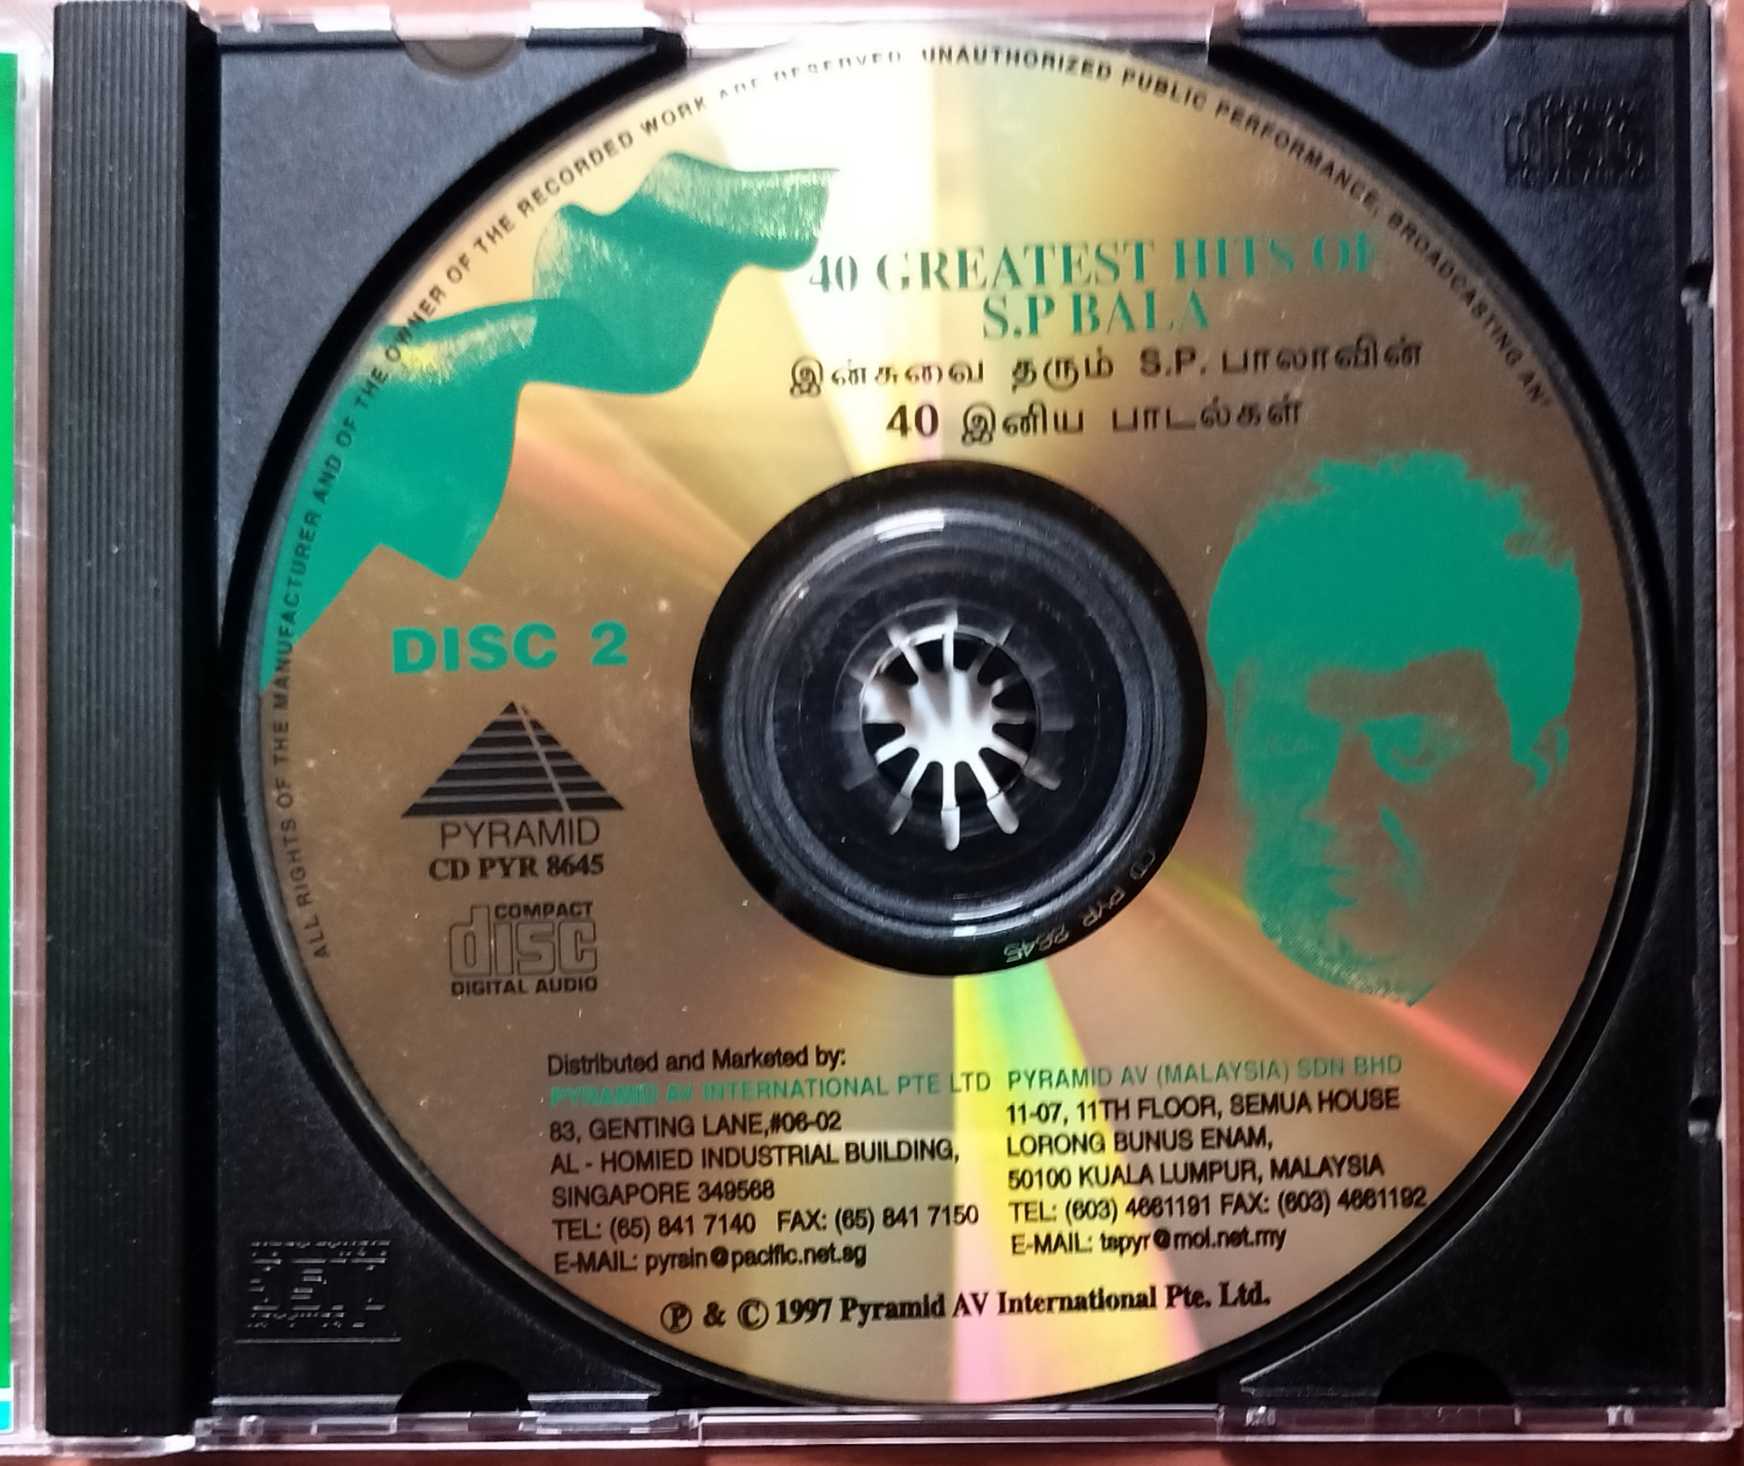 ALL RIGHTS OF THE MANUFACTURER AND OF THE OWNER OF THE RECORDED WORK ARE RESERVED. UNAUTHORIZED PUBLIC PERFORMANCE, BROADCASTING AN
40 GREATEST HITS OF
S.P BALA
இன்சுவை தரும் S.P. பாலாவின்
40 இனிய பாடல்கள்
DISC 2
PYRAMID
CD PYR 8645
COMPACT
disc
DIGITAL AUDIO
CD PYR 8645
Distributed and Marketed by:
PYRAMID AV INTERNATIONAL PTE LTD
83, GENTING LANE,#06-02
AL - HOMIED INDUSTRIAL BUILDING,
SINGAPORE 349568
TEL: (65) 841 7140 FAX: (65) 841 7150
E-MAIL: pyrsin@pacific.net.sg
PYRAMID AV (MALAYSIA) SDN BHD
11-07, 11TH FLOOR, SEMUA HOUSE
LORONG BUNUS ENAM,
50100 KUALA LUMPUR, MALAYSIA
TEL: (603) 4661191 FAX: (603) 4661192
E-MAIL: tspyr@mol.net.my
℗ & © 1997 Pyramid AV International Pte. Ltd.